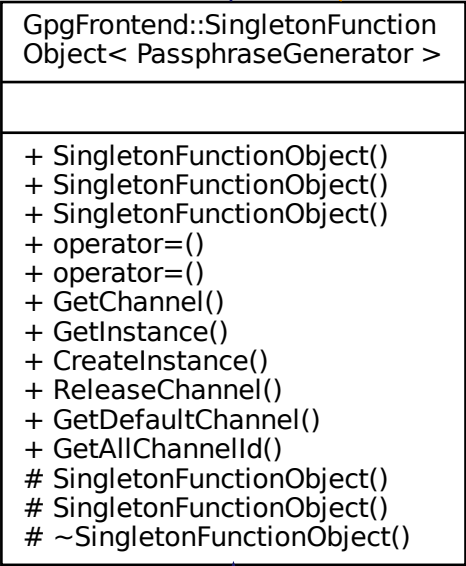 GpgFrontend::SingletonFunction
Object< PassphraseGenerator >
+ SingletonFunctionObject()
+ SingletonFunctionObject()
+ SingletonFunctionObject()
+ operator=()
+ operator=()
+ GetChannel()
+ GetInstance()
+ CreateInstance()
+ ReleaseChannel()
+ GetDefaultChannel()
+ GetAllChannelId()
# SingletonFunctionObject()
# SingletonFunctionObject()
# ~SingletonFunctionObject()